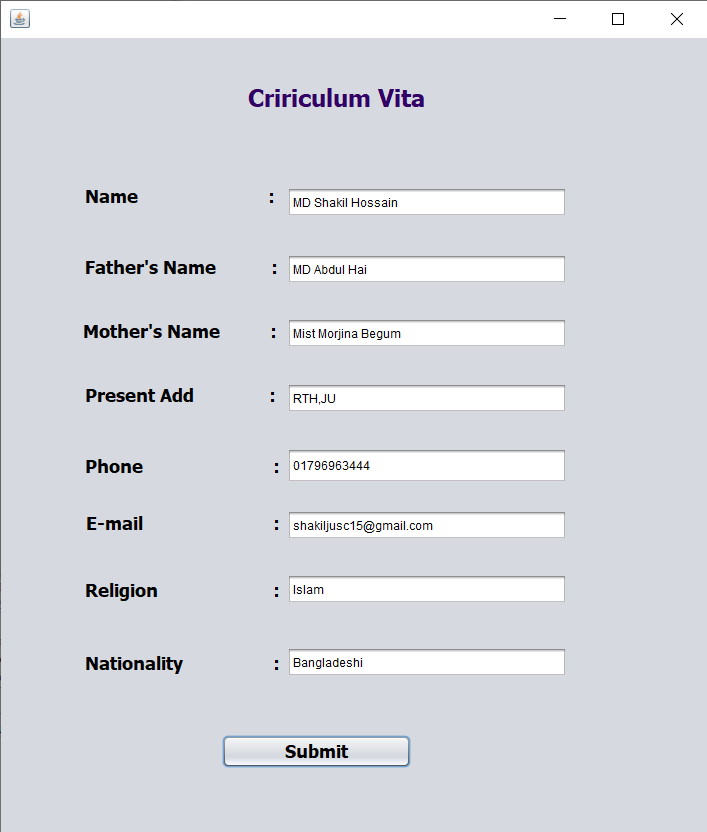 Cririculum Vita
Name : MD Shakil Hossain
Father's Name : MD Abdul Hai
Mother's Name : Mist Morjina Begum
Present Add : RTH,JU
Phone : 01796963444
E-mail : shakiljusc15@gmail.com
Religion : Islam
Nationality : Bangladeshi
Submit